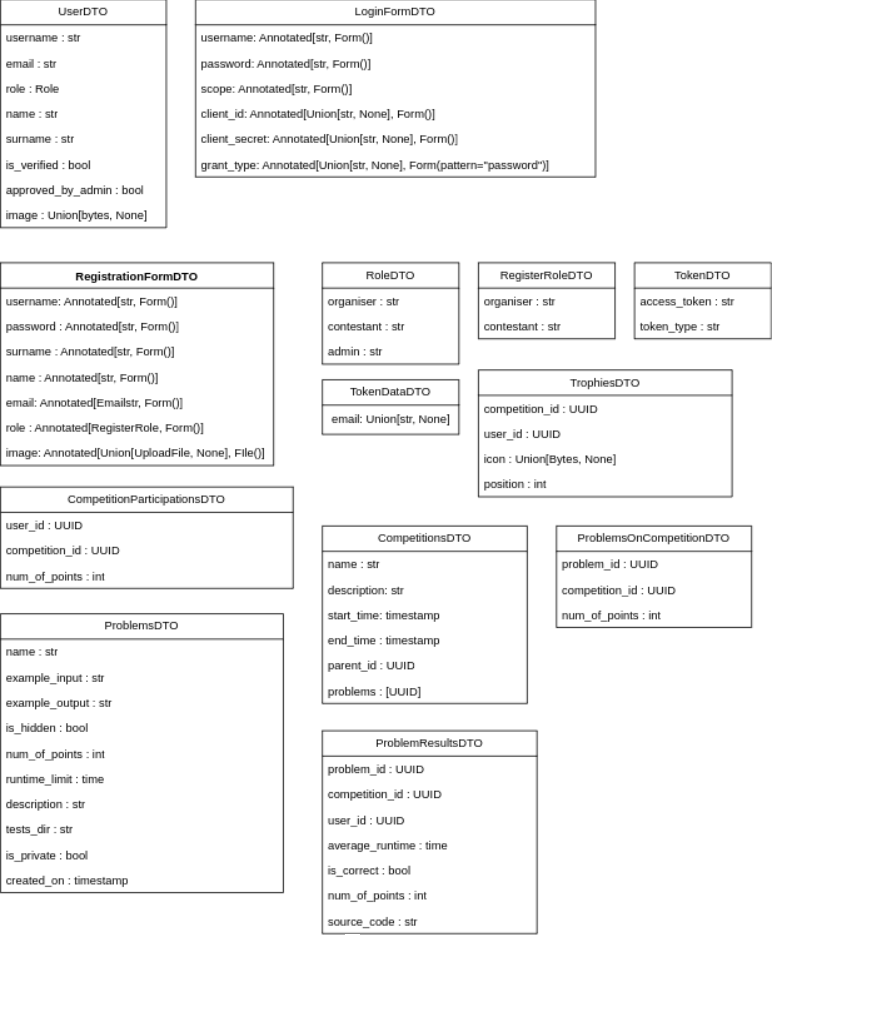 UserDTO
username : str
email : str
role : Role
name : str
surname : str
is_verified : bool
approved_by_admin : bool
image : Union[bytes, None]
LoginFormDTO
username: Annotated[str, Form()]
password: Annotated[str, Form()]
scope: Annotated[str, Form()]
client_id: Annotated[Union[str, None], Form()]
client_secret: Annotated[Union[str, None], Form()]
grant_type: Annotated[Union[str, None], Form(pattern="password")]
RegistrationFormDTO
username: Annotated[str, Form()]
password : Annotated[str, Form()]
surname : Annotated[str, Form()]
name : Annotated[str, Form()]
email: Annotated[Emailstr, Form()]
role : Annotated[RegisterRole, Form()]
image: Annotated[Union[UploadFile, None], FIle()]
RoleDTO
organiser : str
contestant : str
admin : str
RegisterRoleDTO
organiser : str
contestant : str
TokenDTO
access_token : str
token_type : str
TokenDataDTO
email: Union[str, None]
TrophiesDTO
competition_id : UUID
user_id : UUID
icon : Union[Bytes, None]
position : int
CompetitionParticipationsDTO
user_id : UUID
competition_id : UUID
num_of_points : int
CompetitionsDTO
name : str
description: str
start_time: timestamp
end_time : timestamp
parent_id : UUID
problems : [UUID]
ProblemsOnCompetitionDTO
problem_id : UUID
competition_id : UUID
num_of_points : int
ProblemsDTO
name : str
example_input : str
example_output : str
is_hidden : bool
num_of_points : int
runtime_limit : time
description : str
tests_dir : str
is_private : bool
created_on : timestamp
ProblemResultsDTO
problem_id : UUID
competition_id : UUID
user_id : UUID
average_runtime : time
is_correct : bool
num_of_points : int
source_code : str